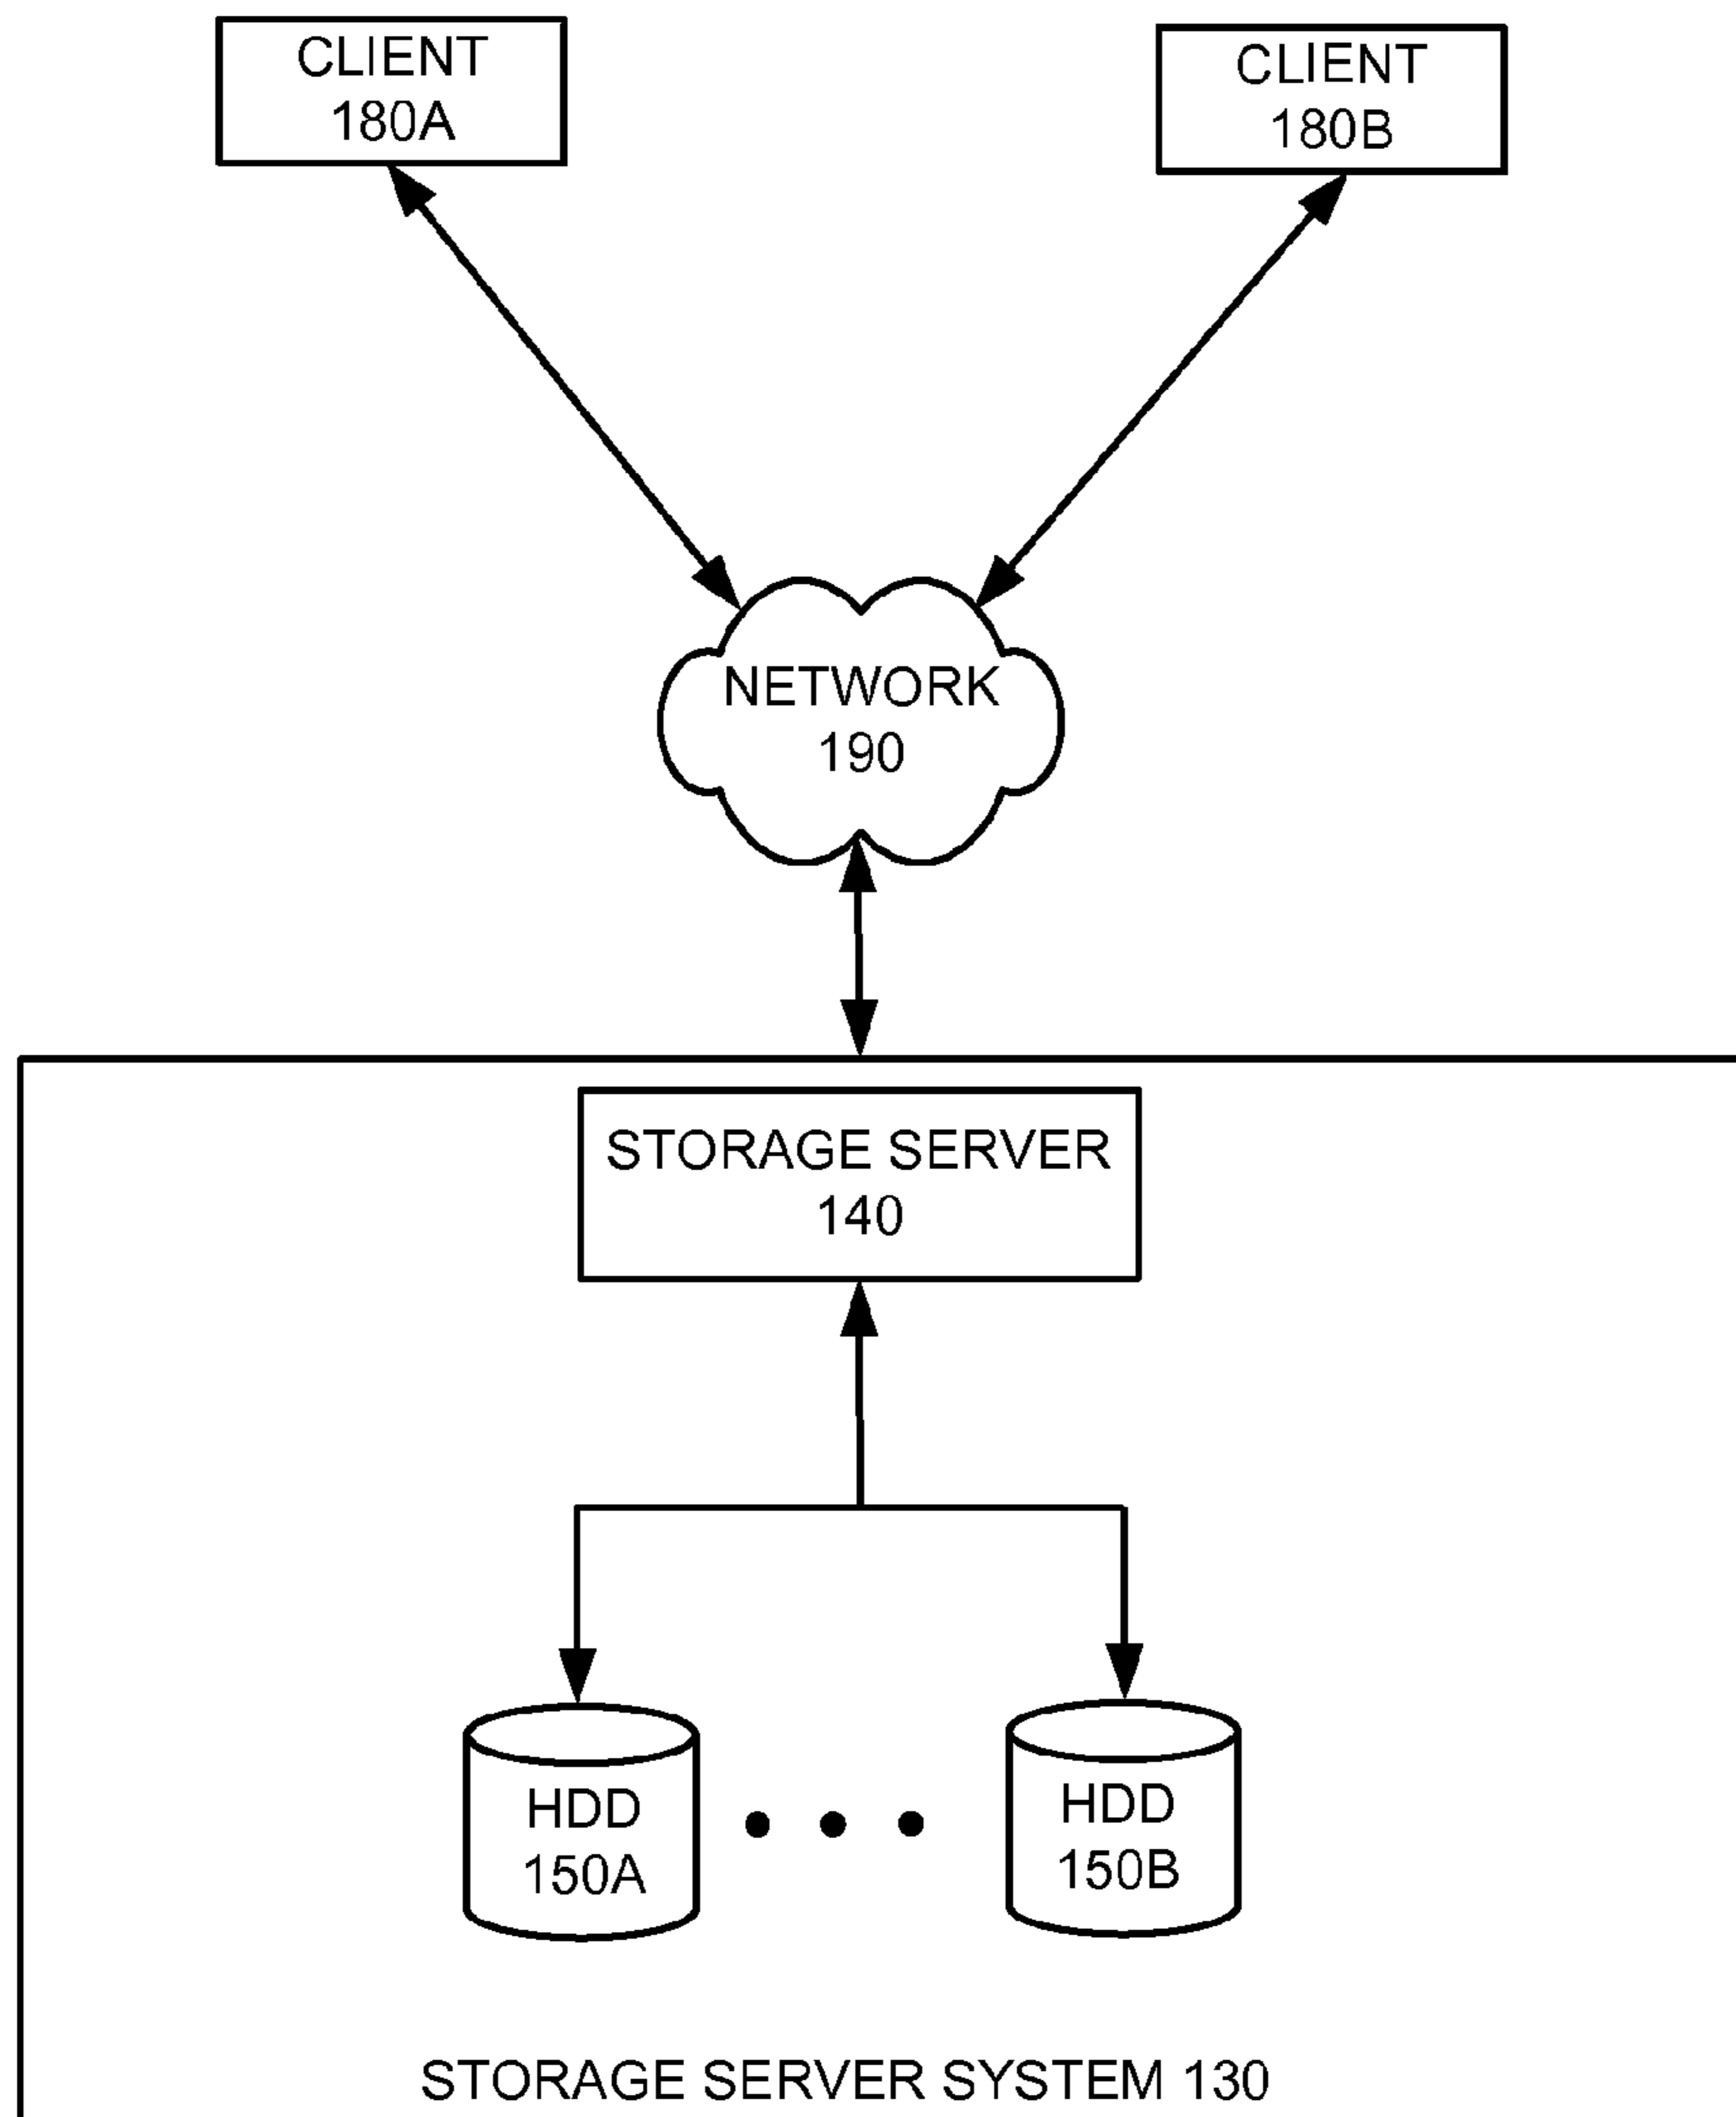 CLIENT
180A
CLIENT
180B
NETWORK
190
STORAGE SERVER
140
HDD
150A
HDD
150B
STORAGE SERVER SYSTEM 130